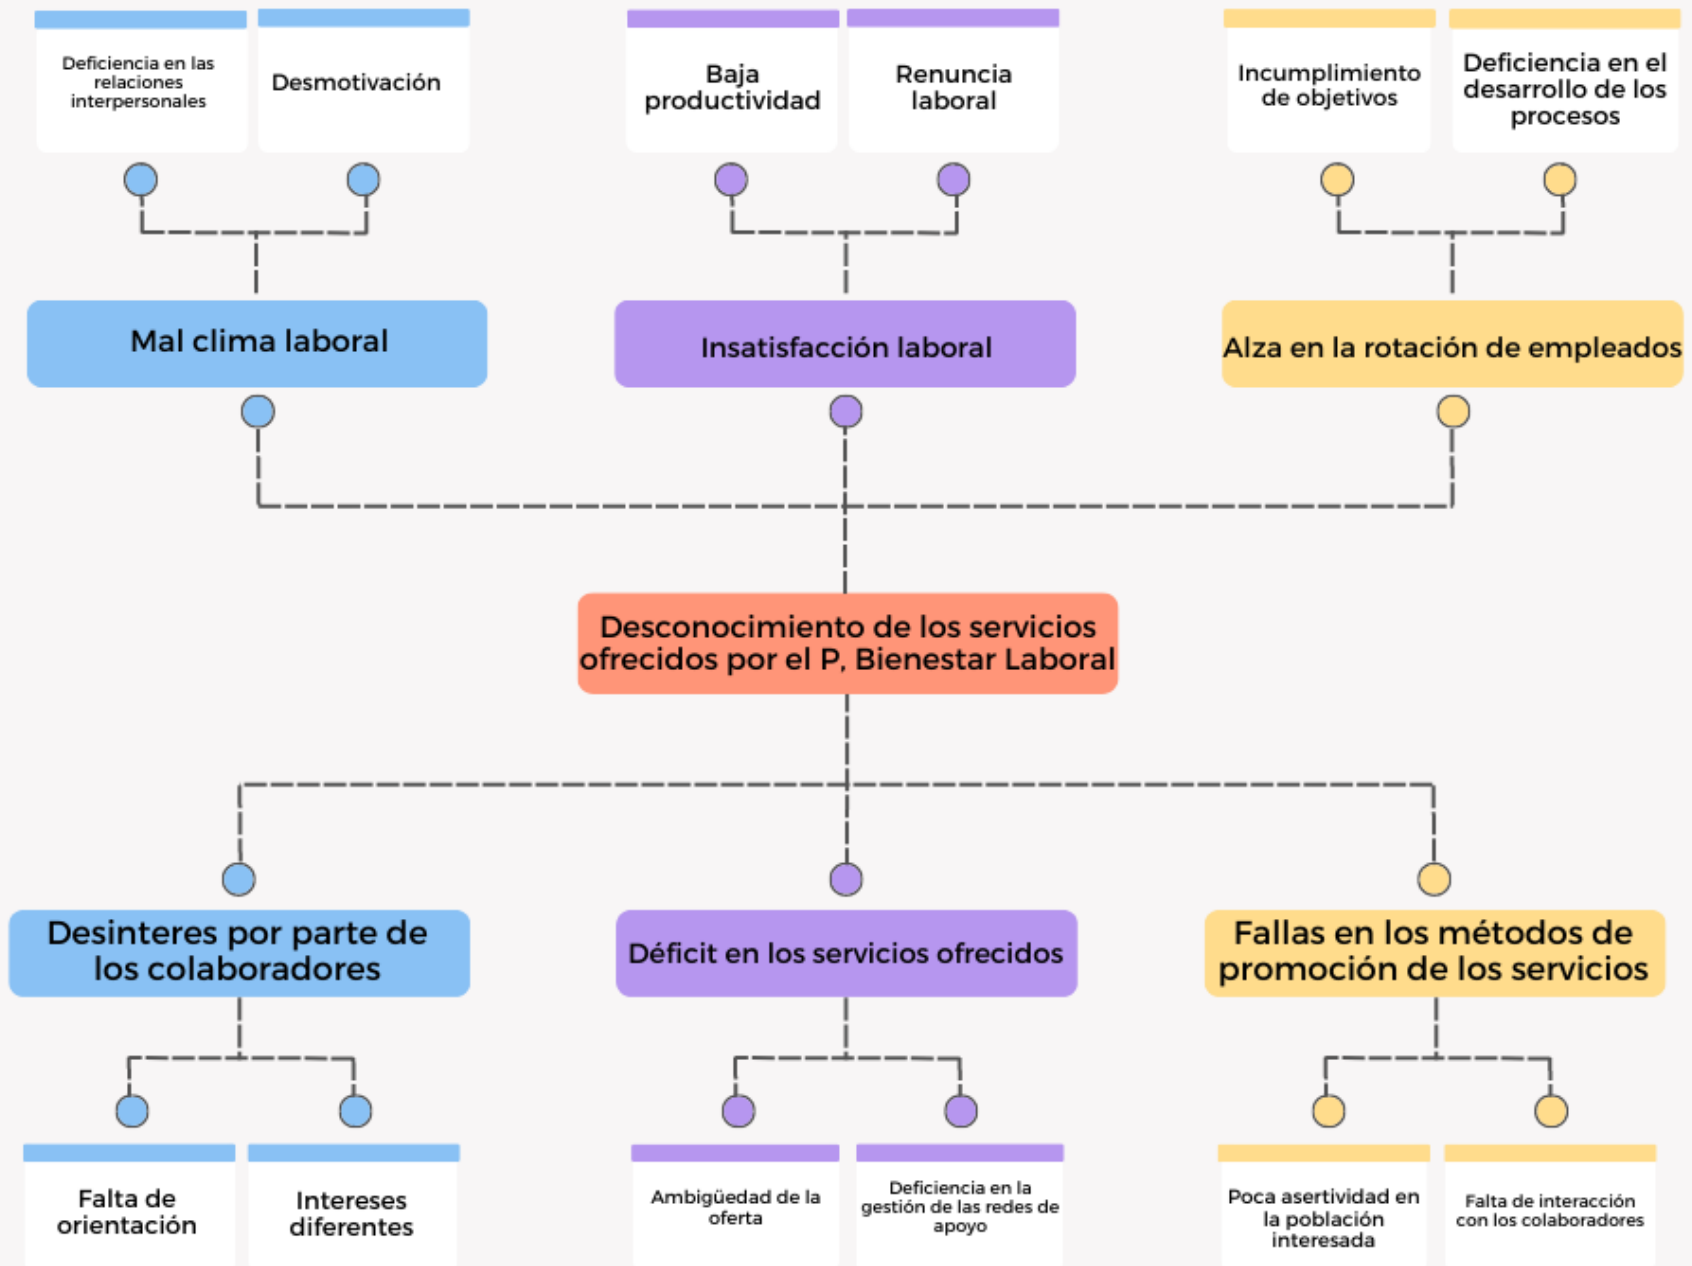 Deficiencia en las
relaciones
interpersonales
Desmotivación
Baja
productividad
Renuncia
laboral
Incumplimiento
de objetivos
Deficiencia en el
desarrollo de los
procesos
Mal clima laboral
Insatisfacción laboral
Alza en la rotación de empleados
Desconocimiento de los servicios
ofrecidos por el P, Bienestar Laboral
Desinteres por parte de
los colaboradores
Déficit en los servicios ofrecidos
Fallas en los métodos de
promoción de los servicios
Falta de
orientación
Intereses
diferentes
Ambigüedad de la
oferta
Deficiencia en la
gestión de las redes de
apoyo
Poca asertividad en
la población
interesada
Falta de interacción
con los colaboradores